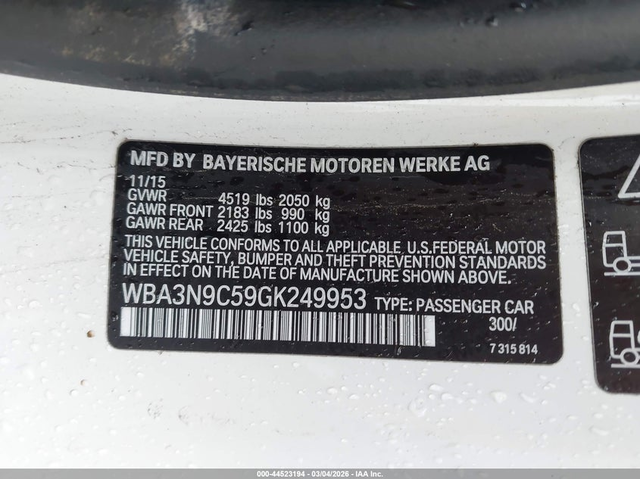 MFD BY BAYERISCHE MOTOREN WERKE AG
11/15
GVWR 4519 lbs 2050 kg
GAWR FRONT 2183 lbs 990 kg
GAWR REAR 2425 lbs 1100 kg
THIS VEHICLE CONFORMS TO ALL APPLICABLE U.S.FEDERAL MOTOR
VEHICLE SAFETY, BUMPER AND THEFT PREVENTION STANDARDS
IN EFFECT ON THE DATE OF MANUFACTURE SHOWN ABOVE.
WBA3N9C59GK249953 TYPE: PASSENGER CAR
300/
7 315 814
000-44523194 - 03/04/2026 - IAA Inc.